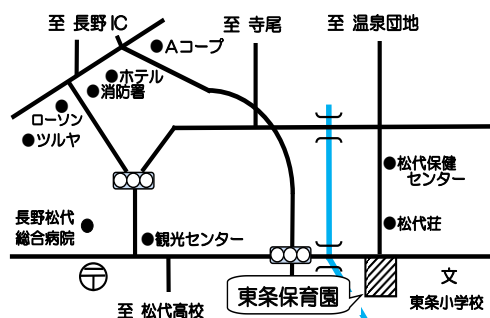 至 長野IC
至 寺尾
至 温泉団地
Aコープ
ホテル
消防署
ローソン
ツルヤ
松代保健
センター
長野松代
総合病院
松代荘
観光センター
文
東条保育園
東条小学校
至 松代高校